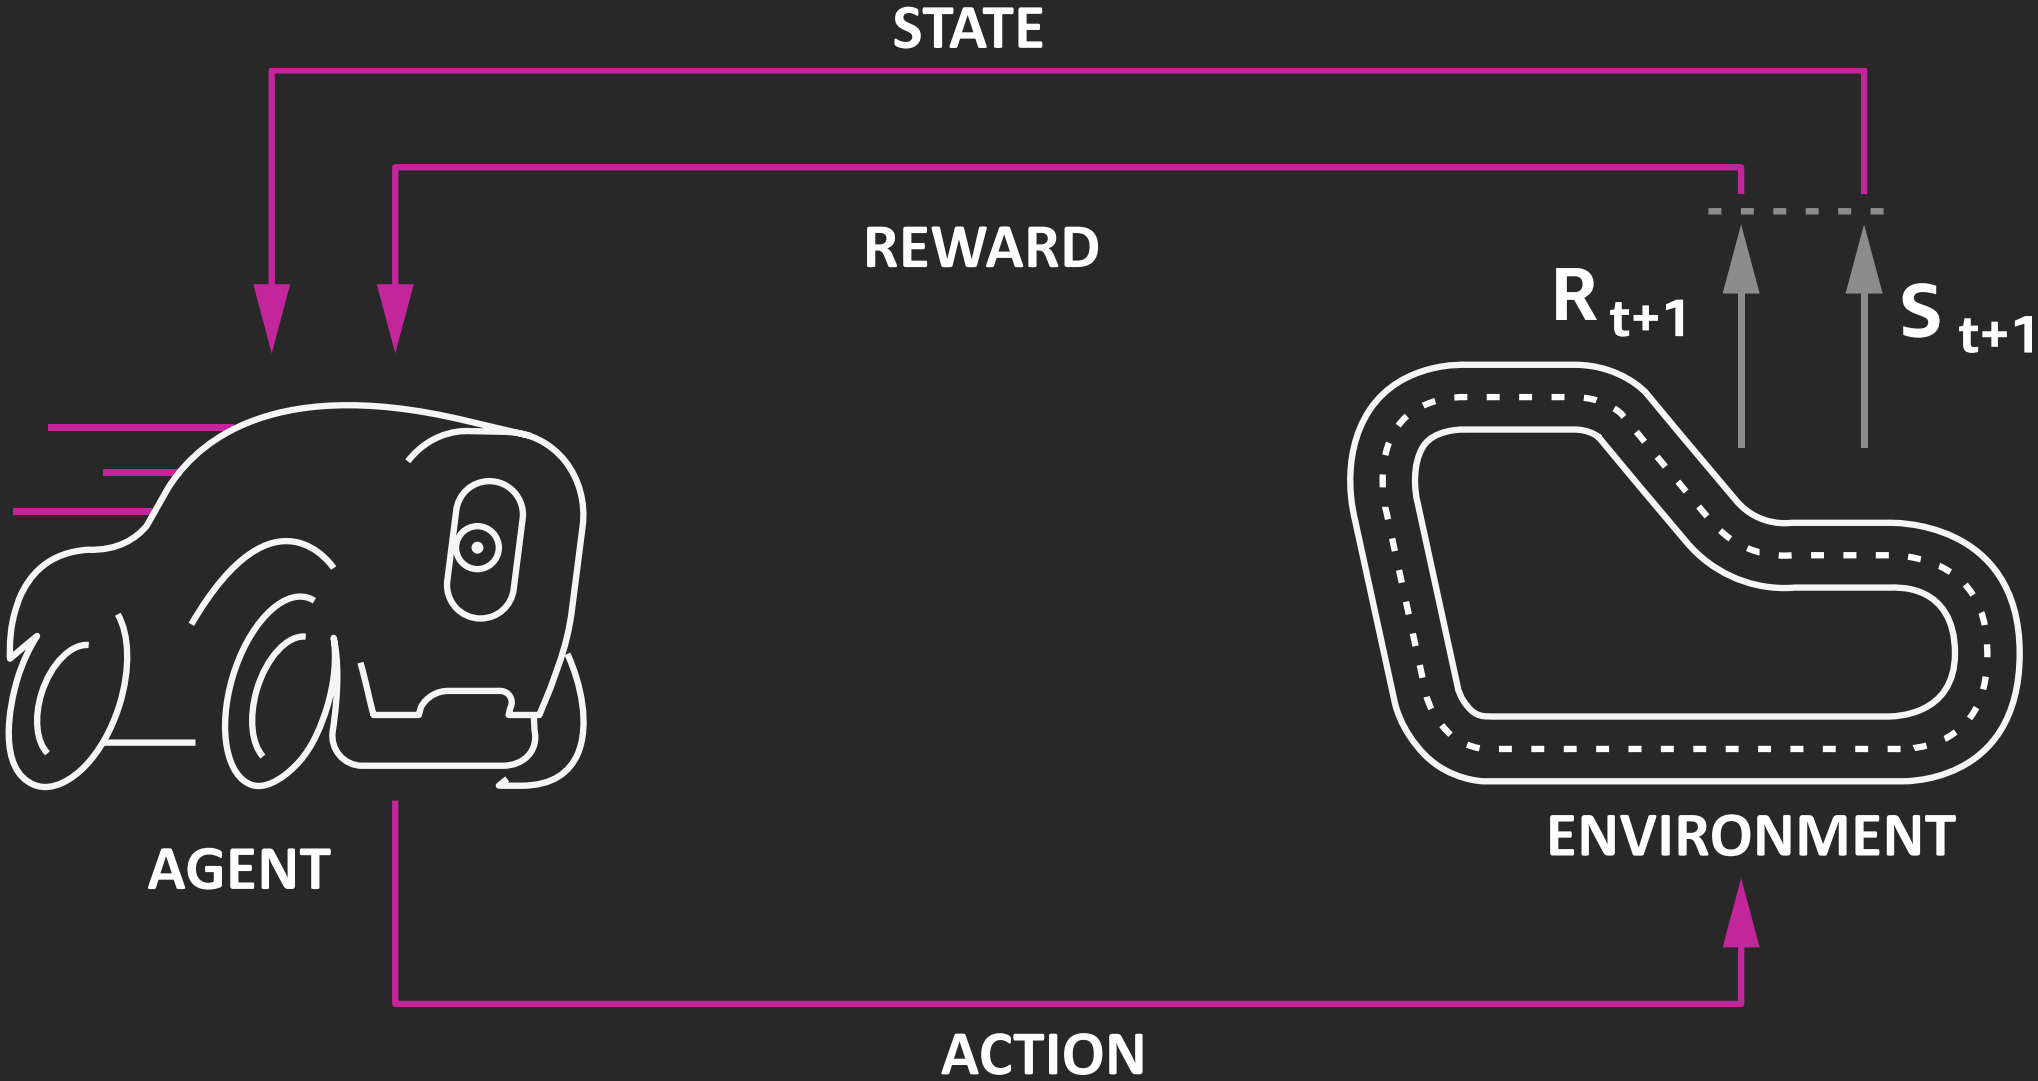 STATE
REWARD
R t+1
S t+1
AGENT
ENVIRONMENT
ACTION